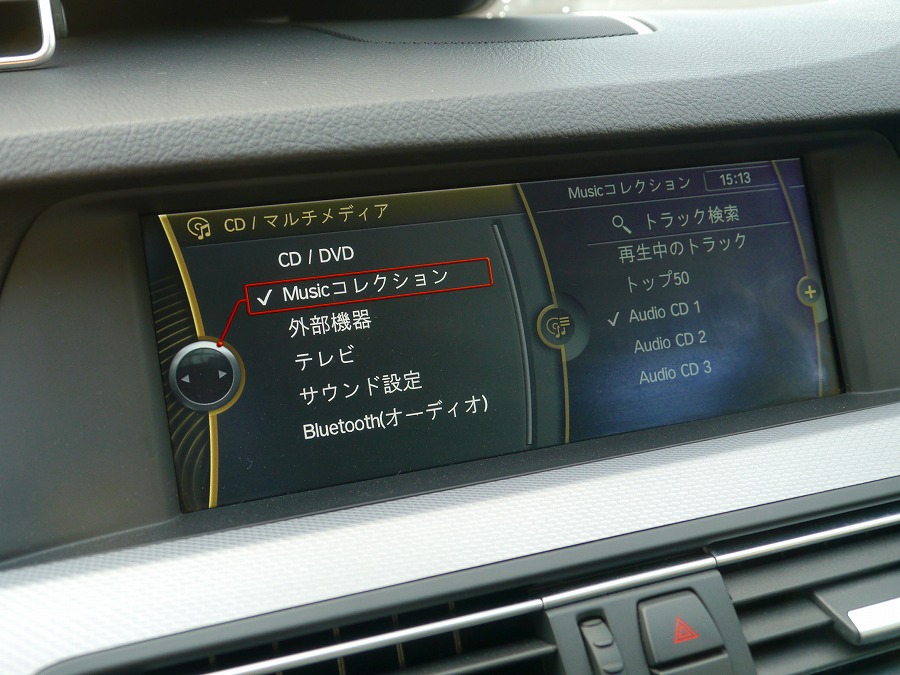 CD / マルチメディア
CD / DVD
Musicコレクション
外部機器
テレビ
サウンド設定
Bluetooth(オーディオ)
Musicコレクション 15:13
トラック検索
再生中のトラック
トップ50
Audio CD 1
Audio CD 2
Audio CD 3